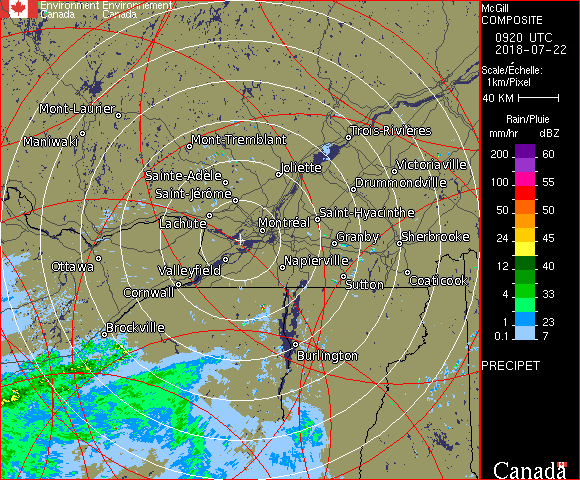 Environment Environnement
Canada Canada
Mont-Laurier
Maniwaki
Mont-Tremblant
Trois-Rivières
Joliette
Victoriaville
Sainte-Adèle
Drummondville
Saint-Jérôme
Saint-Hyacinthe
Lachute
Montréal
Granby
Sherbrooke
Ottawa
Valleyfield
Napierville
Cornwall
Sutton
Coaticook
Brockville
Burlington
McGill
COMPOSITE
0920 UTC
2018-07-22
Scale/Échelle:
1km/Pixel
40 KM
Rain/Pluie
mm/hr dBZ
200 60
155 55
100 55
50 50
24 45
12 40
4 33
1 23
0.1 7
PRECIPET
Canada